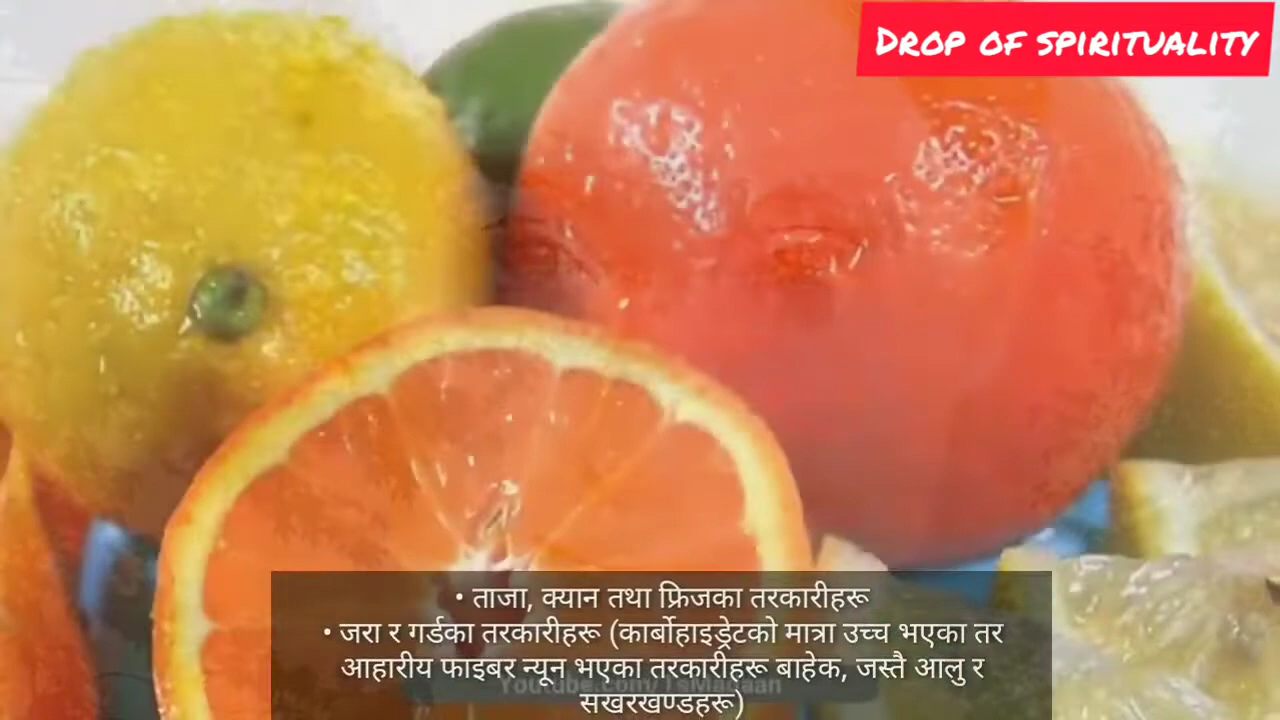 DROP OF SPIRITUALITY
• ताजा, क्यान तथा फ्रिजका तरकारीहरू
• जरा र गर्डका तरकारीहरू (कार्बोहाइड्रेटको मात्रा उच्च भएका तर
आहारीय फाइबर न्यून भएका तरकारीहरू बाहेक, जस्तै आलु र
सखरखण्डहरू)